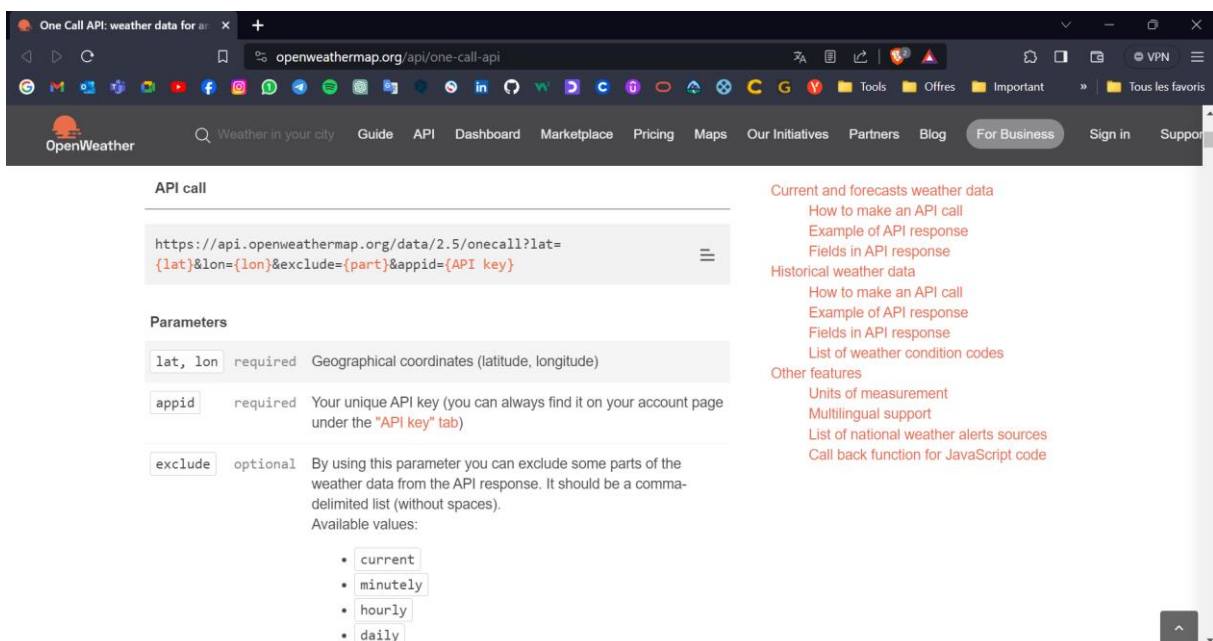 One Call API: weather data for an
openweathermap.org/api/one-call-api
VPN
Tools
Offres
Important
»
Tous les favoris
OpenWeather
Weather in your city
Guide
API
Dashboard
Marketplace
Pricing
Maps
Our Initiatives
Partners
Blog
For Business
Sign in
Suppor
API call
https://api.openweathermap.org/data/2.5/onecall?lat=
{lat}&lon={lon}&exclude={part}&appid={API key}
Parameters
lat, lon required Geographical coordinates (latitude, longitude)
appid required Your unique API key (you can always find it on your account page
under the "API key" tab)
exclude optional By using this parameter you can exclude some parts of the
weather data from the API response. It should be a comma-
delimited list (without spaces).
Available values:
• current
• minutely
• hourly
• daily
Current and forecasts weather data
How to make an API call
Example of API response
Fields in API response
Historical weather data
How to make an API call
Example of API response
Fields in API response
List of weather condition codes
Other features
Units of measurement
Multilingual support
List of national weather alerts sources
Call back function for JavaScript code